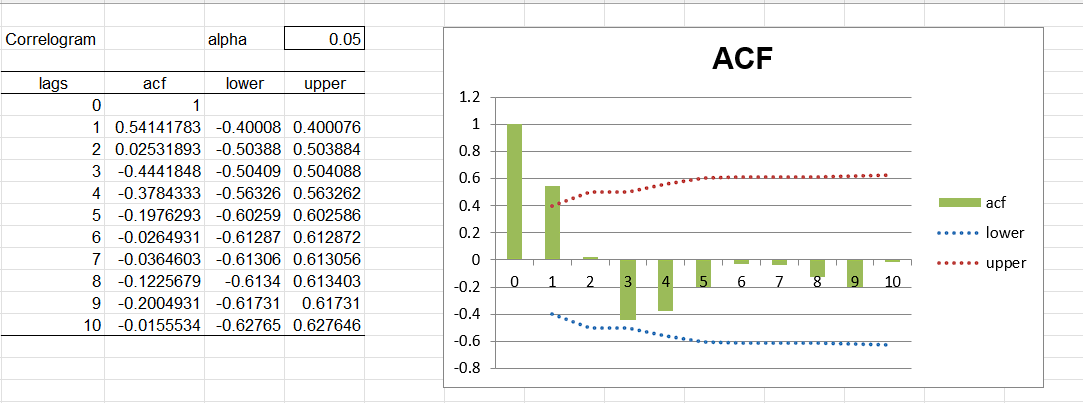 Correlogram alpha 0.05
lags acf lower upper
0 1
1 0.54141783 -0.40008 0.400076
2 0.02531893 -0.50388 0.503884
3 -0.4441848 -0.50409 0.504088
4 -0.3784333 -0.56326 0.563262
5 -0.1976293 -0.60259 0.602586
6 -0.0264931 -0.61287 0.612872
7 -0.0364603 -0.61306 0.613056
8 -0.1225679 -0.6134 0.613403
9 -0.2004931 -0.61731 0.61731
10 -0.0155534 -0.62765 0.627646
ACF
1.2
1
0.8
0.6
0.4
0.2
0
-0.2
-0.4
-0.6
-0.8
0 1 2 3 4 5 6 7 8 9 10
acf
lower
upper